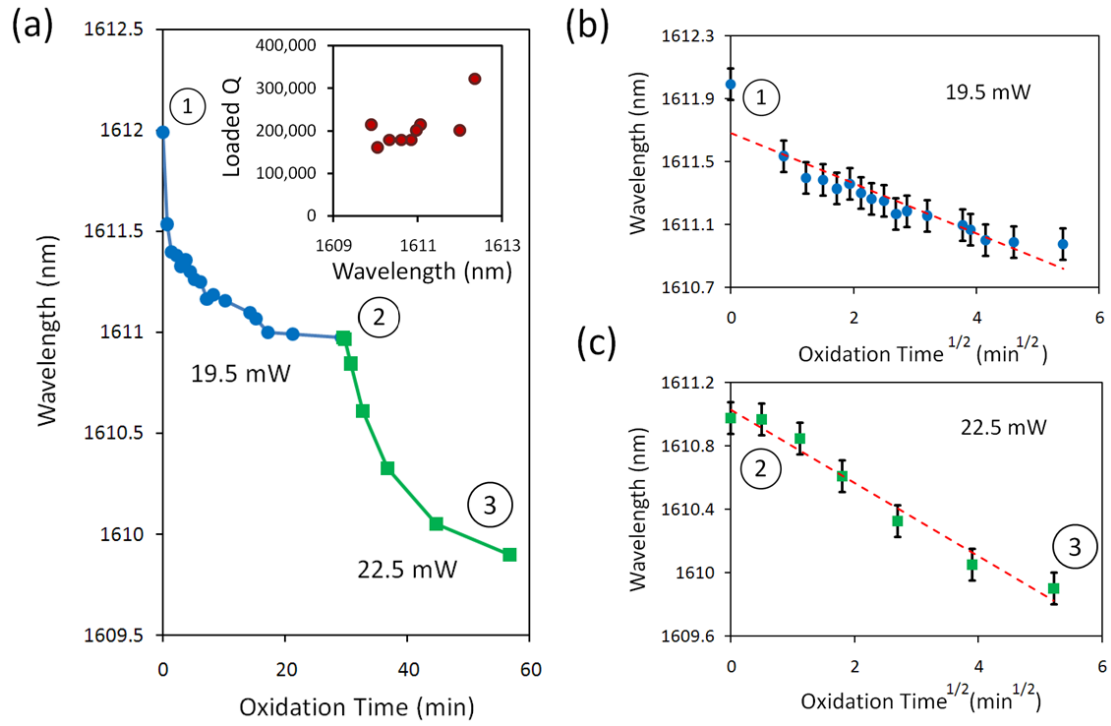 (a)
1612.5
1612
1611.5
1611
1610.5
1610
1609.5
Wavelength (nm)
0
20
40
60
Oxidation Time (min)
1
2
3
19.5 mW
22.5 mW
400,000
300,000
200,000
100,000
0
Loaded Q
1609
1611
1613
Wavelength (nm)
(b)
1612.3
1611.9
1611.5
1611.1
1610.7
Wavelength (nm)
1
19.5 mW
0
2
4
6
Oxidation Time 1/2 (min1/2)
(c)
1611.2
1610.8
1610.4
1610
1609.6
Wavelength (nm)
22.5 mW
2
3
0
2
4
6
Oxidation Time1/2(min1/2)